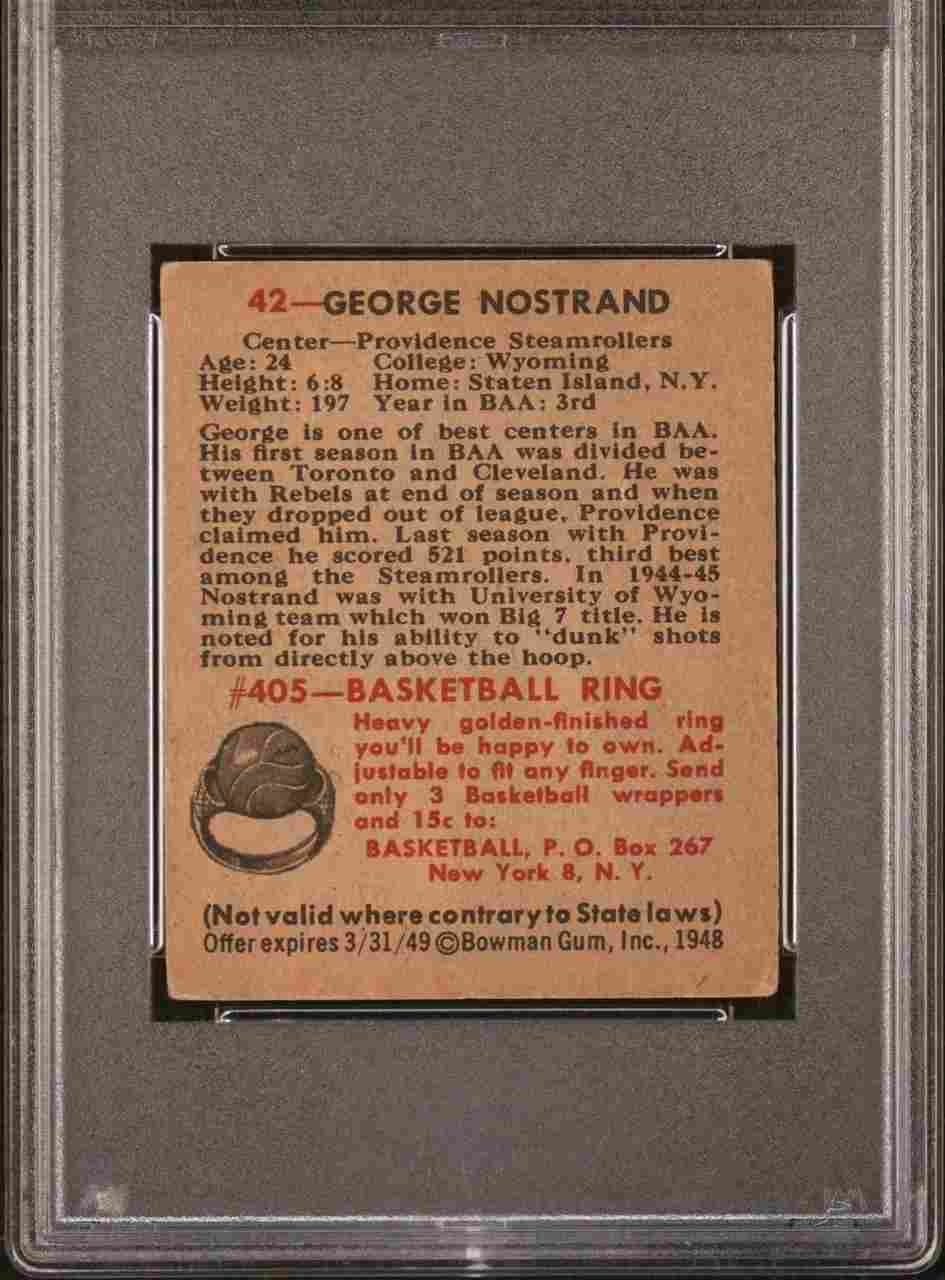 42—GEORGE NOSTRAND
Center—Providence Steamrollers
Age: 24 College: Wyoming
Height: 6:8 Home: Staten Island, N.Y.
Weight: 197 Year in BAA: 3rd
George is one of best centers in BAA.
His first season in BAA was divided be-
tween Toronto and Cleveland. He was
with Rebels at end of season and when
they dropped out of league, Providence
claimed him. Last season with Provi-
dence he scored 521 points, third best
among the Steamrollers. In 1944-45
Nostrand was with University of Wyo-
ming team which won Big 7 title. He is
noted for his ability to "dunk" shots
from directly above the hoop.
#405—BASKETBALL RING
Heavy golden-finished ring
you'll be happy to own. Ad-
justable to fit any finger. Send
only 3 Basketball wrappers
and 15c to:
BASKETBALL, P. O. Box 267
New York 8, N. Y.
(Not valid where contrary to State laws)
Offer expires 3/31/49 ©Bowman Gum, Inc., 1948